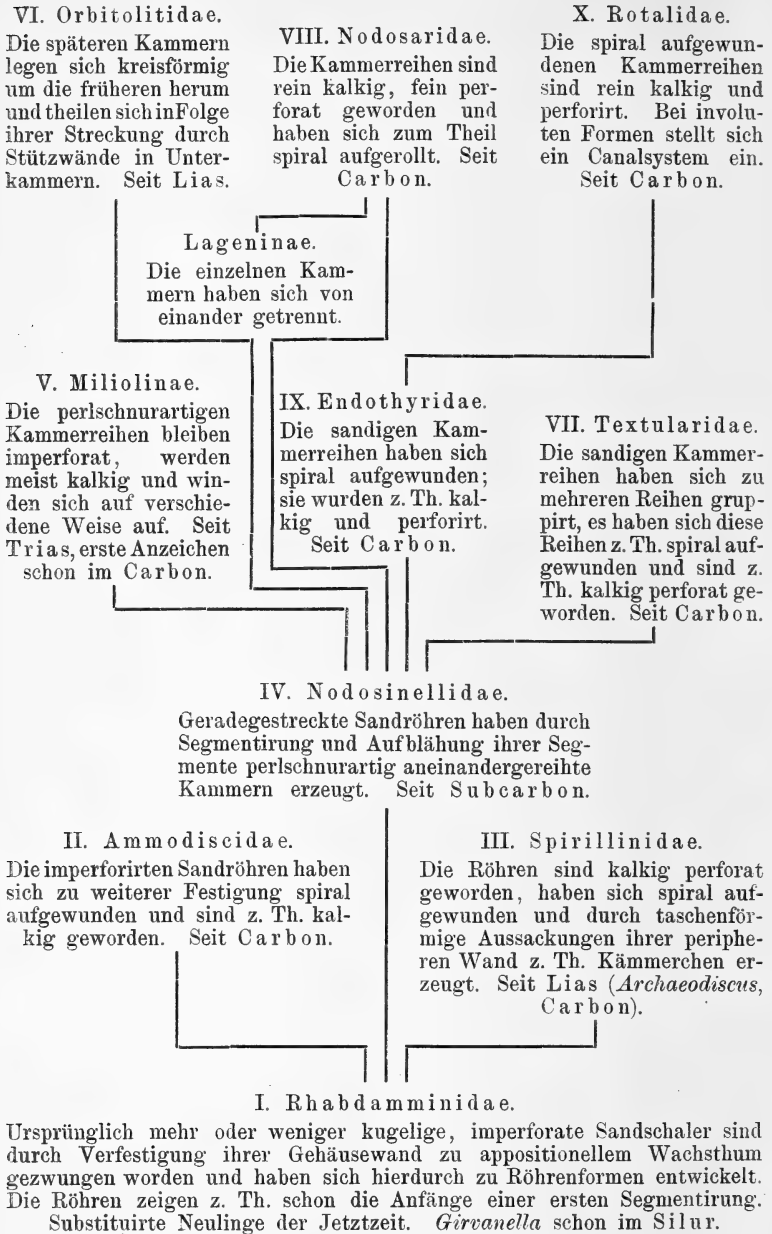 VI. Orbitolitidae.
Die späteren Kammern
legen sich kreisförmig
um die früheren herum
und theilen sich in Folge
ihrer Streckung durch
Stützwände in Unter-
kammern. Seit Lias.
VIII. Nodosaridae.
Die Kammerreihen sind
rein kalkig, fein per-
forat geworden und
haben sich zum Theil
spiral aufgerollt. Seit
Carbon.
X. Rotalidae.
Die spiral aufgewun-
denen Kammerreihen
sind rein kalkig und
perforirt. Bei involu-
ten Formen stellt sich
ein Canalsystem ein.
Seit Carbon.
Lageninae.
Die einzelnen Kam-
mern haben sich von
einander getrennt.
V. Miliolinae.
Die perlschnurartigen
Kammerreihen bleiben
imperforat, werden
meist kalkig und win-
den sich auf verschie-
dene Weise auf. Seit
Trias, erste Anzeichen
schon im Carbon.
IX. Endothyridae.
Die sandigen Kam-
merreihen haben sich
spiral aufgewunden;
sie wurden z. Th. kal-
kig und perforirt.
Seit Carbon.
VII. Textularidae.
Die sandigen Kammer-
reihen haben sich zu
mehreren Reihen grup-
pirt, es haben sich diese
Reihen z. Th. spiral auf-
gewunden und sind z.
Th. kalkig perforat ge-
worden. Seit Carbon.
IV. Nodosinellidae.
Geradegestreckte Sandröhren haben durch
Segmentirung und Aufblähung ihrer Seg-
mente perlschnurartig aneinandergereihte
Kammern erzeugt. Seit Subcarbon.
II. Ammodiscidae.
Die imperforirten Sandröhren haben
sich zu weiterer Festigung spiral
aufgewunden und sind z. Th. kal-
kig geworden. Seit Carbon.
III. Spirillinidae.
Die Röhren sind kalkig perforat
geworden, haben sich spiral auf-
gewunden und durch taschenför-
mige Aussackungen ihrer periphe-
ren Wand z. Th. Kämmerchen er-
zeugt. Seit Lias (Archaeodiscus,
Carbon).
I. Rhabdamminidae.
Ursprünglich mehr oder weniger kugelige, imperforate Sandschaler sind
durch Verfestigung ihrer Gehäusewand zu appositionellem Wachsthum
gezwungen worden und haben sich hierdurch zu Röhrenformen entwickelt.
Die Röhren zeigen z. Th. schon die Anfänge einer ersten Segmentirung.
Substituirte Neulinge der Jetztzeit. Girvanella schon im Silur.